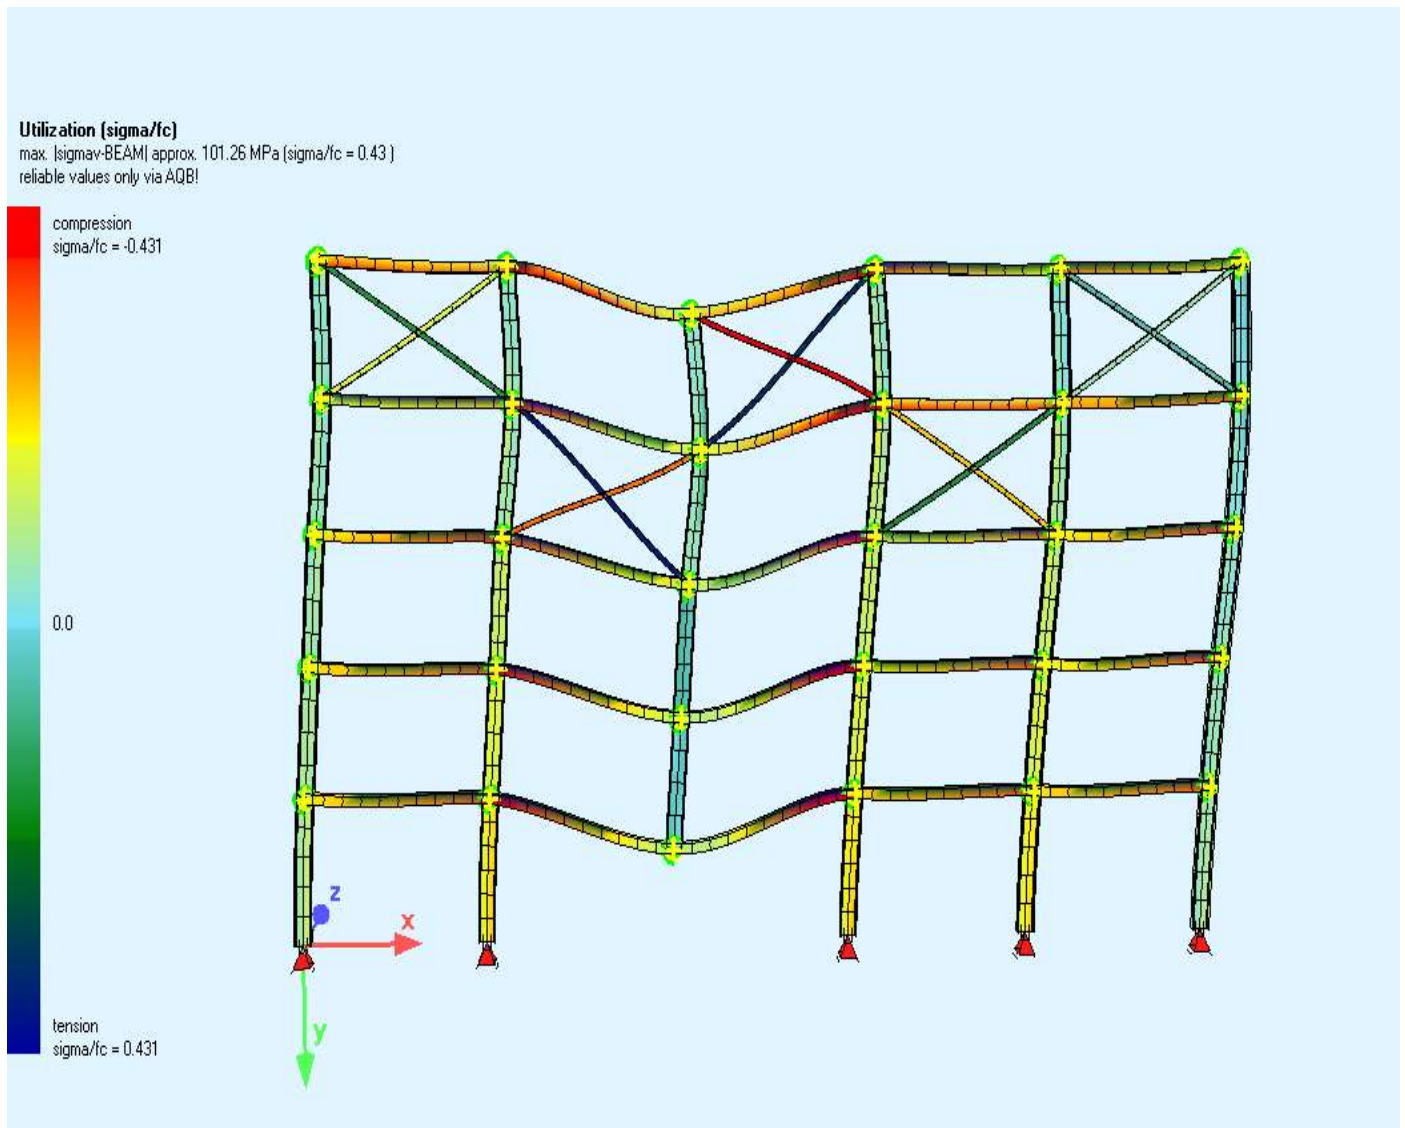 Utilization (sigma/fc)
max. |sigmav-BEAM| approx. 101.26 MPa (sigma/fc = 0.43 )
reliable values only via AQB!
compression
sigma/fc = -0.431
0.0
tension
sigma/fc = 0.431
z
x
y